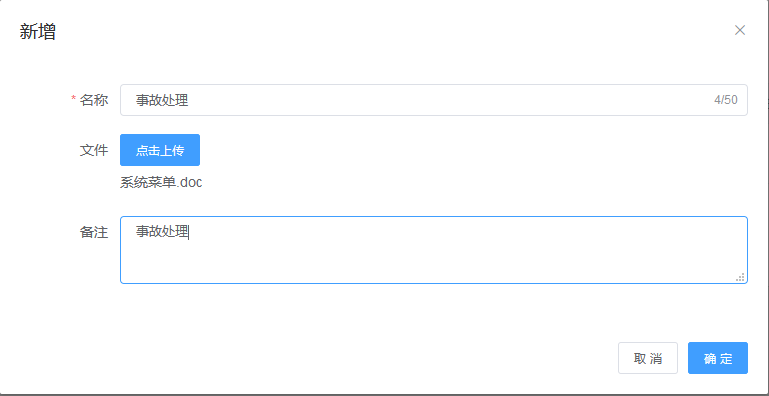 新增
* 名称 事故处理 4/50
文件 点击上传
系统菜单.doc
备注 事故处理
取 消 确 定